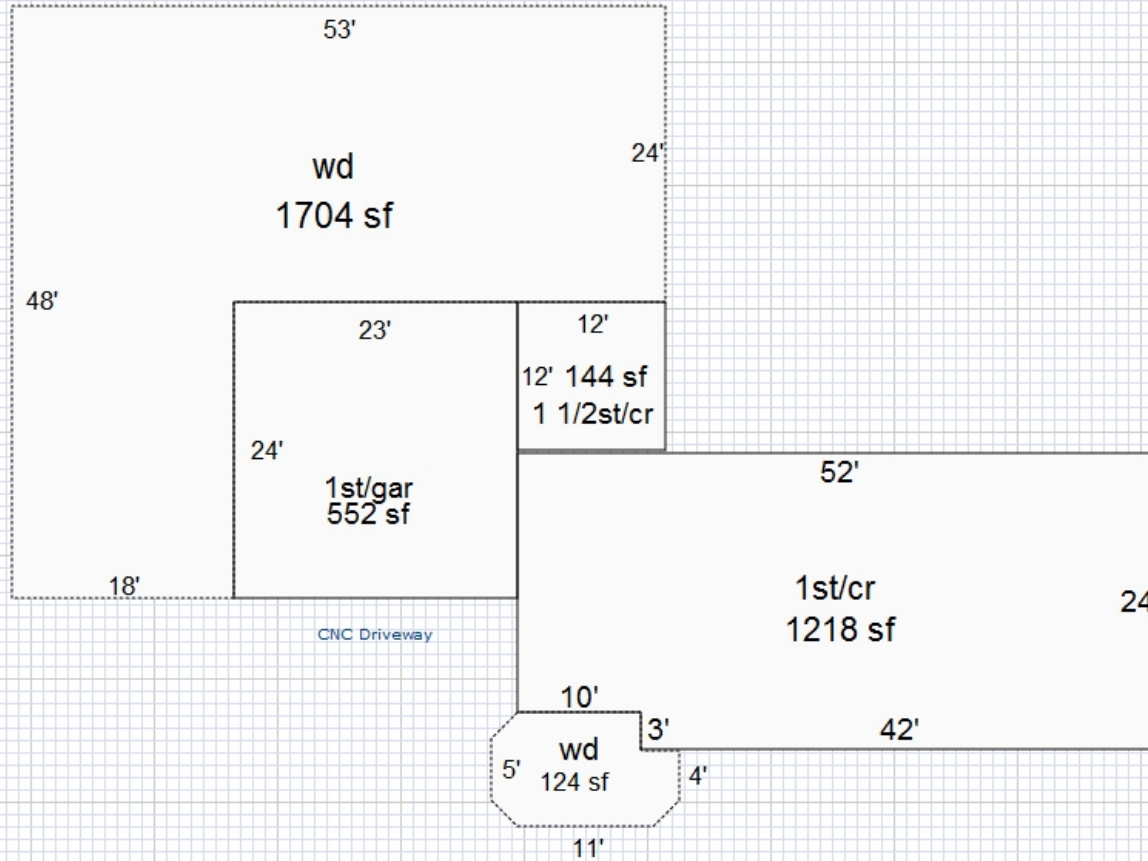 53'
24'
wd
1704 sf
48'
23'
12'
12' 144 sf
1 1/2st/cr
24'
52'
1st/gar
552 sf
18'
1st/cr
24
1218 sf
CNC Driveway
10'
3'
42'
wd
5'
124 sf
4'
11'